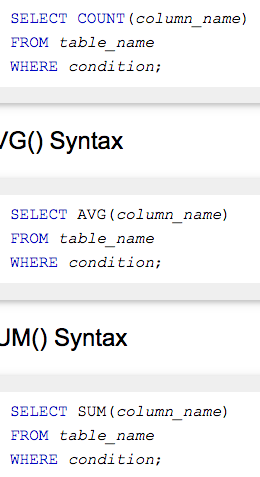 SELECT COUNT(column_name)
FROM table_name
WHERE condition;
VG() Syntax
SELECT AVG(column_name)
FROM table_name
WHERE condition;
UM() Syntax
SELECT SUM(column_name)
FROM table_name
WHERE condition;